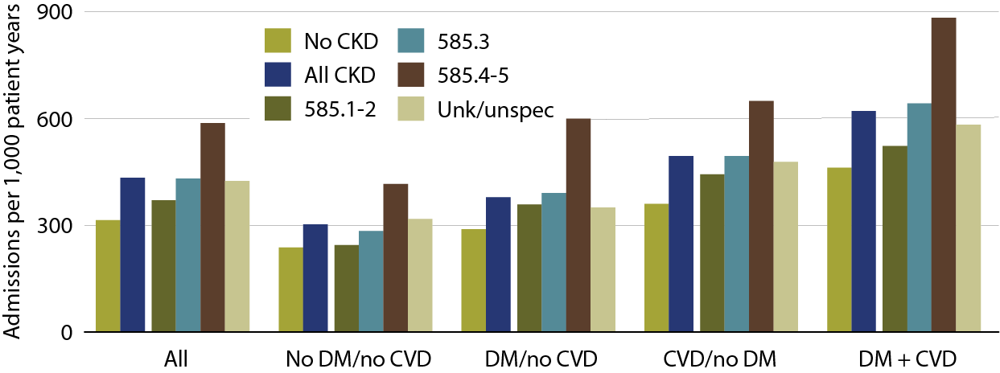 Admissions per 1,000 patient years
900
600
300
0
No CKD
All CKD
585.1-2
585.3
585.4-5
Unk/unspec
All
No DM/no CVD
DM/no CVD
CVD/no DM
DM + CVD